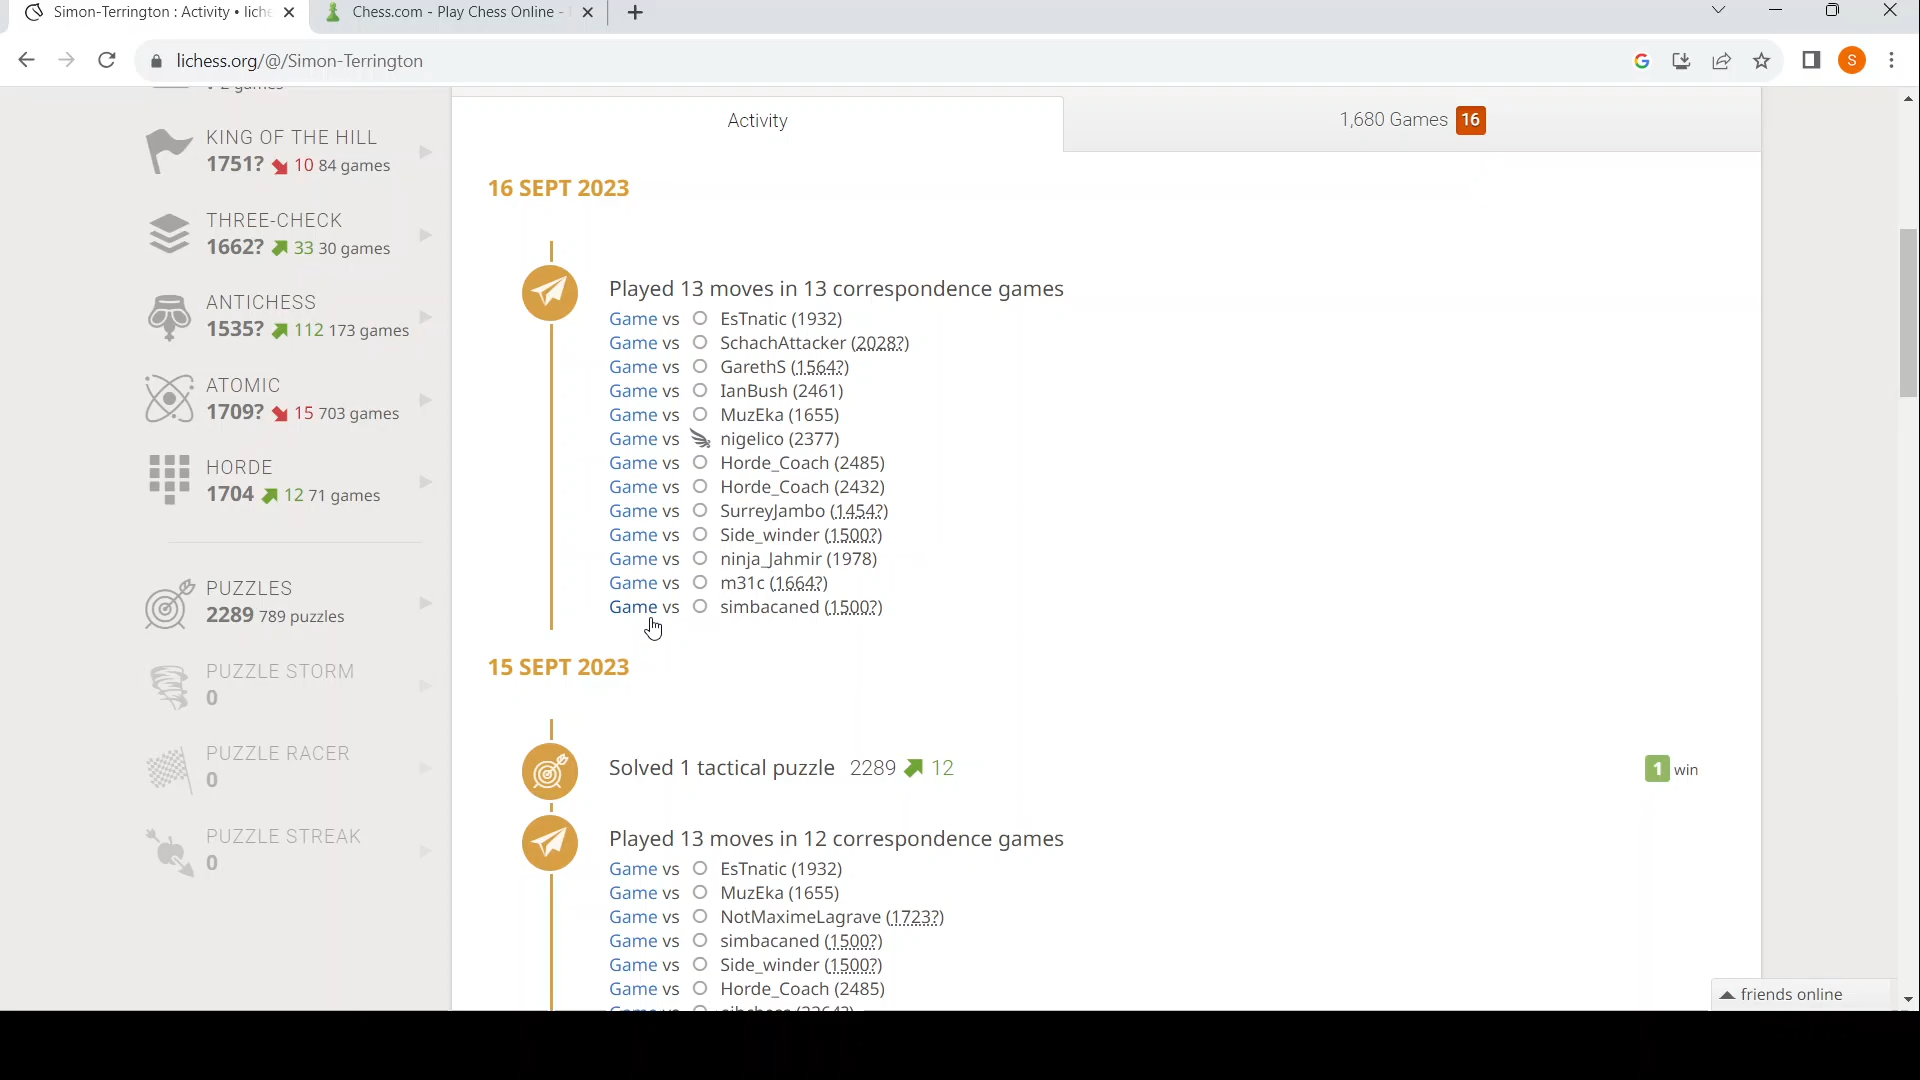 Simon-Terrington : Activity • lich
Chess.com - Play Chess Online -
lichess.org/@/Simon-Terrington
S
2 games
Activity
1,680 Games 16
KING OF THE HILL
1751? 10 84 games
THREE-CHECK
1662? 33 30 games
ANTICHESS
1535? 112 173 games
ATOMIC
1709? 15 703 games
HORDE
1704 12 71 games
PUZZLES
2289 789 puzzles
PUZZLE STORM
0
PUZZLE RACER
0
PUZZLE STREAK
0
16 SEPT 2023
Played 13 moves in 13 correspondence games
Game vs EsTnatic (1932)
Game vs SchachAttacker (2028?)
Game vs GarethS (1564?)
Game vs IanBush (2461)
Game vs MuzEka (1655)
Game vs nigelico (2377)
Game vs Horde_Coach (2485)
Game vs Horde_Coach (2432)
Game vs SurreyJambo (1454?)
Game vs Side_winder (1500?)
Game vs ninja_Jahmir (1978)
Game vs m31c (1664?)
Game vs simbacaned (1500?)
15 SEPT 2023
Solved 1 tactical puzzle 2289 12
1 win
Played 13 moves in 12 correspondence games
Game vs EsTnatic (1932)
Game vs MuzEka (1655)
Game vs NotMaximeLagrave (1723?)
Game vs simbacaned (1500?)
Game vs Side_winder (1500?)
Game vs Horde_Coach (2485)
friends online